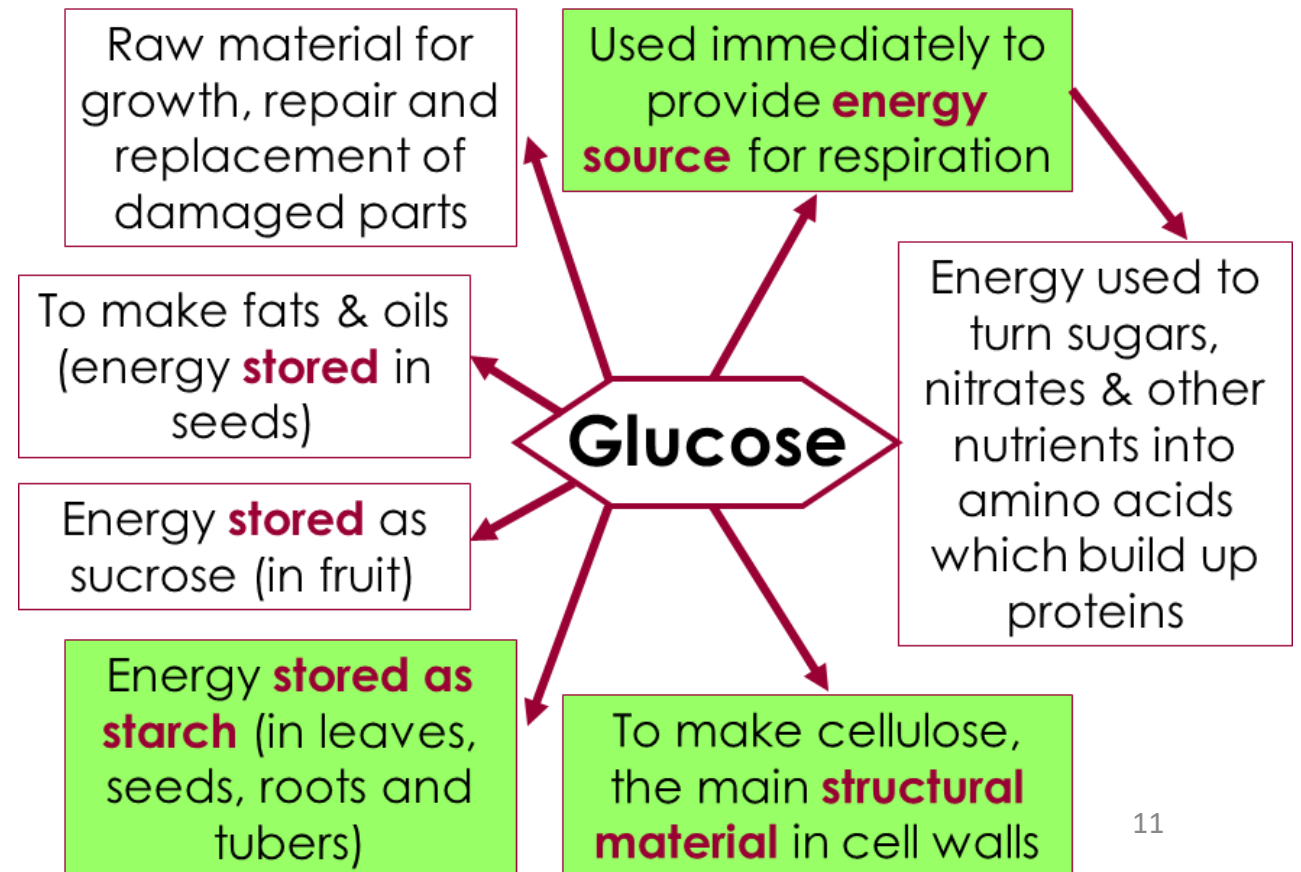 Raw material for
growth, repair and
replacement of
damaged parts
Used immediately to
provide energy
source for respiration
To make fats & oils
(energy stored in
seeds)
Energy used to
turn sugars,
nitrates & other
nutrients into
amino acids
which build up
proteins
Glucose
Energy stored as
sucrose (in fruit)
Energy stored as
starch (in leaves,
seeds, roots and
tubers)
To make cellulose,
the main structural
material in cell walls
11